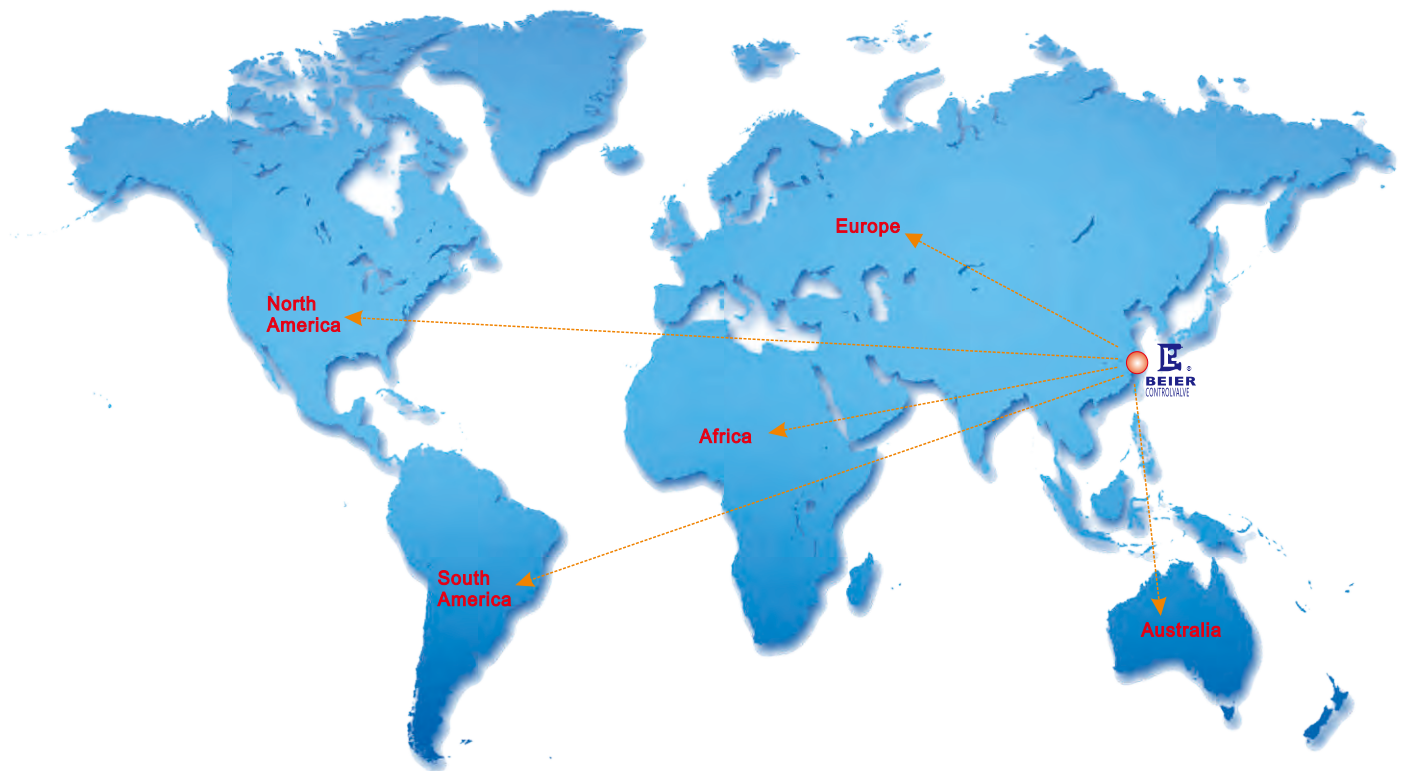 Europe
North
America
BEIER
CONTROLVALVE
®
Africa
South
America
Australia